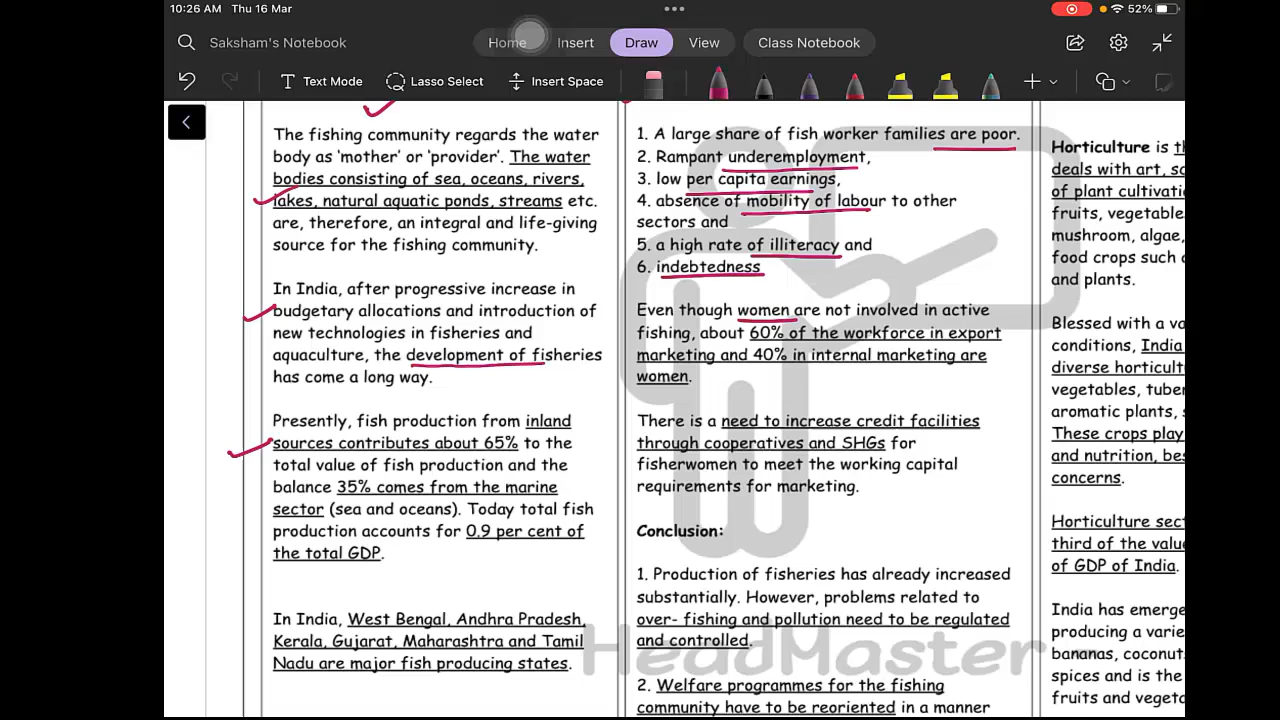 10:26 AM Thu 16 Mar
52%
Saksham's Notebook
Home
Insert
Draw
View
Class Notebook
Text Mode
Lasso Select
Insert Space
The fishing community regards the water
body as ‘mother’ or ‘provider’. The water
bodies consisting of sea, oceans, rivers,
lakes, natural aquatic ponds, streams etc.
are, therefore, an integral and life-giving
source for the fishing community.
In India, after progressive increase in
budgetary allocations and introduction of
new technologies in fisheries and
aquaculture, the development of fisheries
has come a long way.
Presently, fish production from inland
sources contributes about 65% to the
total value of fish production and the
balance 35% comes from the marine
sector (sea and oceans). Today total fish
production accounts for 0.9 per cent of
the total GDP.
In India, West Bengal, Andhra Pradesh,
Kerala, Gujarat, Maharashtra and Tamil
Nadu are major fish producing states.
1. A large share of fish worker families are poor.
2. Rampant underemployment,
3. low per capita earnings,
4. absence of mobility of labour to other
sectors and
5. a high rate of illiteracy and
6. indebtedness
Even though women are not involved in active
fishing, about 60% of the workforce in export
marketing and 40% in internal marketing are
women.
There is a need to increase credit facilities
through cooperatives and SHGs for
fisherwomen to meet the working capital
requirements for marketing.
Conclusion:
1. Production of fisheries has already increased
substantially. However, problems related to
over- fishing and pollution need to be regulated
and controlled.
2. Welfare programmes for the fishing
community have to be reoriented in a manner
Horticulture is
deals with art,
of plant
fruits,
mushroom, algae,
food crops such
and plants.
Blessed with a
conditions, India
diverse
vegetables,
aromatic plants,
These crops play
and nutrition,
concerns.
Horticulture
third of the
of GDP of India.
India has
producing a
bananas,
spices and is the
fruits and
HeadMaster